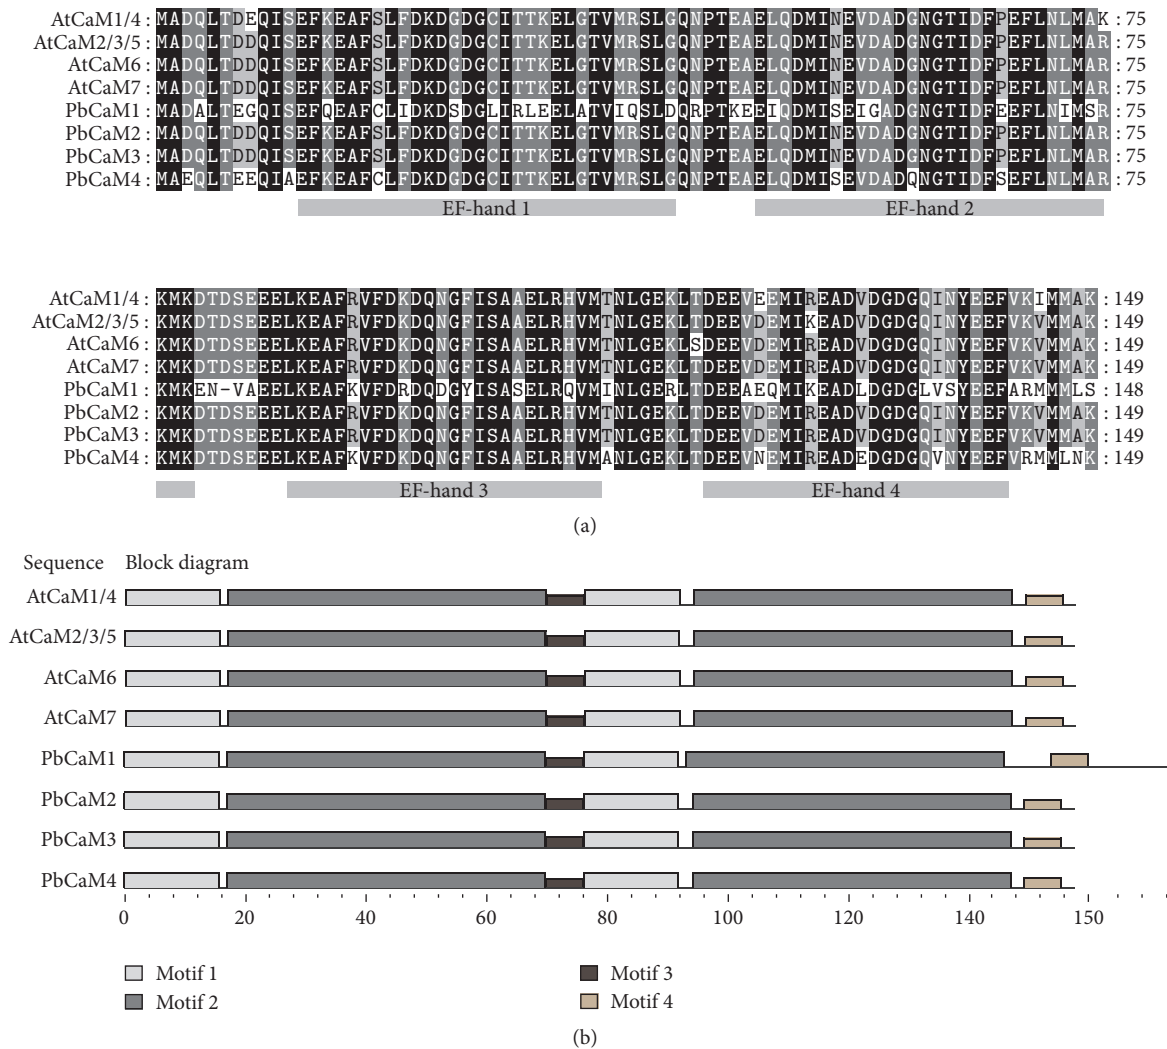 AtCaM1/4 : MADQLTDEQISEFKEAFSLFDKDGDGCITTKELGTVMRSLGQNPTEAELQDMINEVDADGNGTIDFPEFLNLMAK : 75
AtCaM2/3/5 : MADQLTDDQISEFKEAFSLFDKDGDGCITTKELGTVMRSLGQNPTEAELQDMINEVDADGNGTIDFPEFLNLMAR : 75
AtCaM6 : MADQLTDDQISEFKEAFSLFDKDGDGCITTKELGTVMRSLGQNPTEAELQDMINEVDADGNGTIDFPEFLNLMAR : 75
AtCaM7 : MADQLTDDQISEFKEAFSLFDKDGDGCITTKELGTVMRSLGQNPTEAELQDMINEVDADGNGTIDFPEFLNLMAR : 75
PbCaM1 : MADALTEGQISEFQEAFCLIDKDSDGLIRLEELATVIQSLDQRPTKEEIQDMISEIGADGNGTIDFEEFLNIMSR : 75
PbCaM2 : MADQLTDDQISEFKEAFSLFDKDGDGCITTKELGTVMRSLGQNPTEAELQDMINEVDADGNGTIDFPEFLNLMAR : 75
PbCaM3 : MADQLTDDQISEFKEAFSLFDKDGDGCITTKELGTVMRSLGQNPTEAELQDMINEVDADGNGTIDFPEFLNLMAR : 75
PbCaM4 : MAEQLTEEQIAEFKEAFCLFDKDGDGCITTKELGTVMRSLGQNPTEAELQDMISEVDADQNGTIDFSEFLNLMAR : 75
EF-hand 1 EF-hand 2
AtCaM1/4 : KMKDTDSEEELKEAFRVFDKDQNGFISAAELRHVMTNLGEKLTDEEVEEMIREADVDGDGQINYEEFVKIMMAK : 149
AtCaM2/3/5 : KMKDTDSEEELKEAFRVFDKDQNGFISAAELRHVMTNLGEKLTDEEVDEMIKEADVDGDGQINYEEFVKVMMAK : 149
AtCaM6 : KMKDTDSEEELKEAFRVFDKDQNGFISAAELRHVMTNLGEKLSDEEVDEMIREADVDGDGQINYEEFVKVMMAK : 149
AtCaM7 : KMKDTDSEEELKEAFRVFDKDQNGFISAAELRHVMTNLGEKLTDEEVDEMIREADVDGDGQINYEEFVKVMMAK : 149
PbCaM1 : KMKEN-VAEELKEAFKVFDRDQDGYISASELRQVMINLGERLTDEEAEQMIKEADLDGDGLVSYEEFARMMMLS : 148
PbCaM2 : KMKDTDSEEELKEAFRVFDKDQNGFISAAELRHVMTNLGEKLTDEEVDEMIREADVDGDGQINYEEFVKVMMAK : 149
PbCaM3 : KMKDTDSEEELKEAFRVFDKDQNGFISAAELRHVMTNLGEKLTDEEVDEMIREADVDGDGQINYEEFVKVMMAK : 149
PbCaM4 : KMKDTDSEEELKEAFKVFDKDQNGFISAAELRHVMANLGEKLTDEEVNEMIREADEDGDGQVNYEEFVRMMLNK : 149
EF-hand 3 EF-hand 4
(a)
Sequence Block diagram
AtCaM1/4
AtCaM2/3/5
AtCaM6
AtCaM7
PbCaM1
PbCaM2
PbCaM3
PbCaM4
0 20 40 60 80 100 120 140 150
Motif 1 Motif 3
Motif 2 Motif 4
(b)